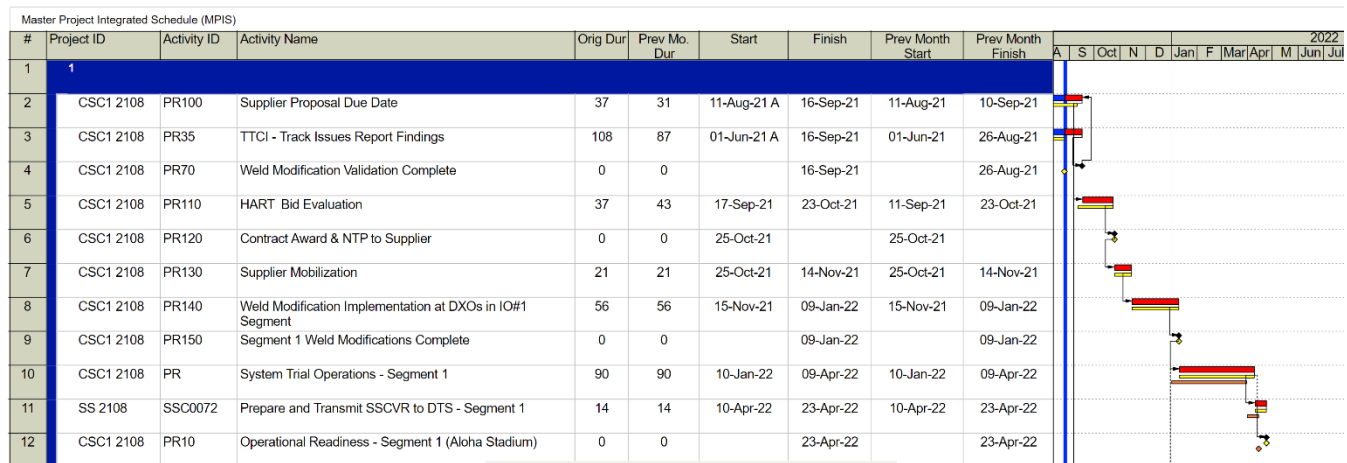 Master Project Integrated Schedule (MPIS)
# Project ID Activity ID Activity Name Orig Dur Prev Mo. Dur Start Finish Prev Month Start Prev Month Finish 2022
A S Oct N D Jan F Mar Apr M Jun Jul
1 1
2 CSC1 2108 PR100 Supplier Proposal Due Date 37 31 11-Aug-21 A 16-Sep-21 11-Aug-21 10-Sep-21
3 CSC1 2108 PR35 TTCI - Track Issues Report Findings 108 87 01-Jun-21 A 16-Sep-21 01-Jun-21 26-Aug-21
4 CSC1 2108 PR70 Weld Modification Validation Complete 0 0 16-Sep-21 26-Aug-21
5 CSC1 2108 PR110 HART Bid Evaluation 37 43 17-Sep-21 23-Oct-21 11-Sep-21 23-Oct-21
6 CSC1 2108 PR120 Contract Award & NTP to Supplier 0 0 25-Oct-21 25-Oct-21
7 CSC1 2108 PR130 Supplier Mobilization 21 21 25-Oct-21 14-Nov-21 25-Oct-21 14-Nov-21
8 CSC1 2108 PR140 Weld Modification Implementation at DXOs in IO#1 56 56 15-Nov-21 09-Jan-22 15-Nov-21 09-Jan-22
Segment
9 CSC1 2108 PR150 Segment 1 Weld Modifications Complete 0 0 09-Jan-22 09-Jan-22
10 CSC1 2108 PR System Trial Operations - Segment 1 90 90 10-Jan-22 09-Apr-22 10-Jan-22 09-Apr-22
11 SS 2108 SSC0072 Prepare and Transmit SSCVR to DTS - Segment 1 14 14 10-Apr-22 23-Apr-22 10-Apr-22 23-Apr-22
12 CSC1 2108 PR10 Operational Readiness - Segment 1 (Aloha Stadium) 0 0 23-Apr-22 23-Apr-22